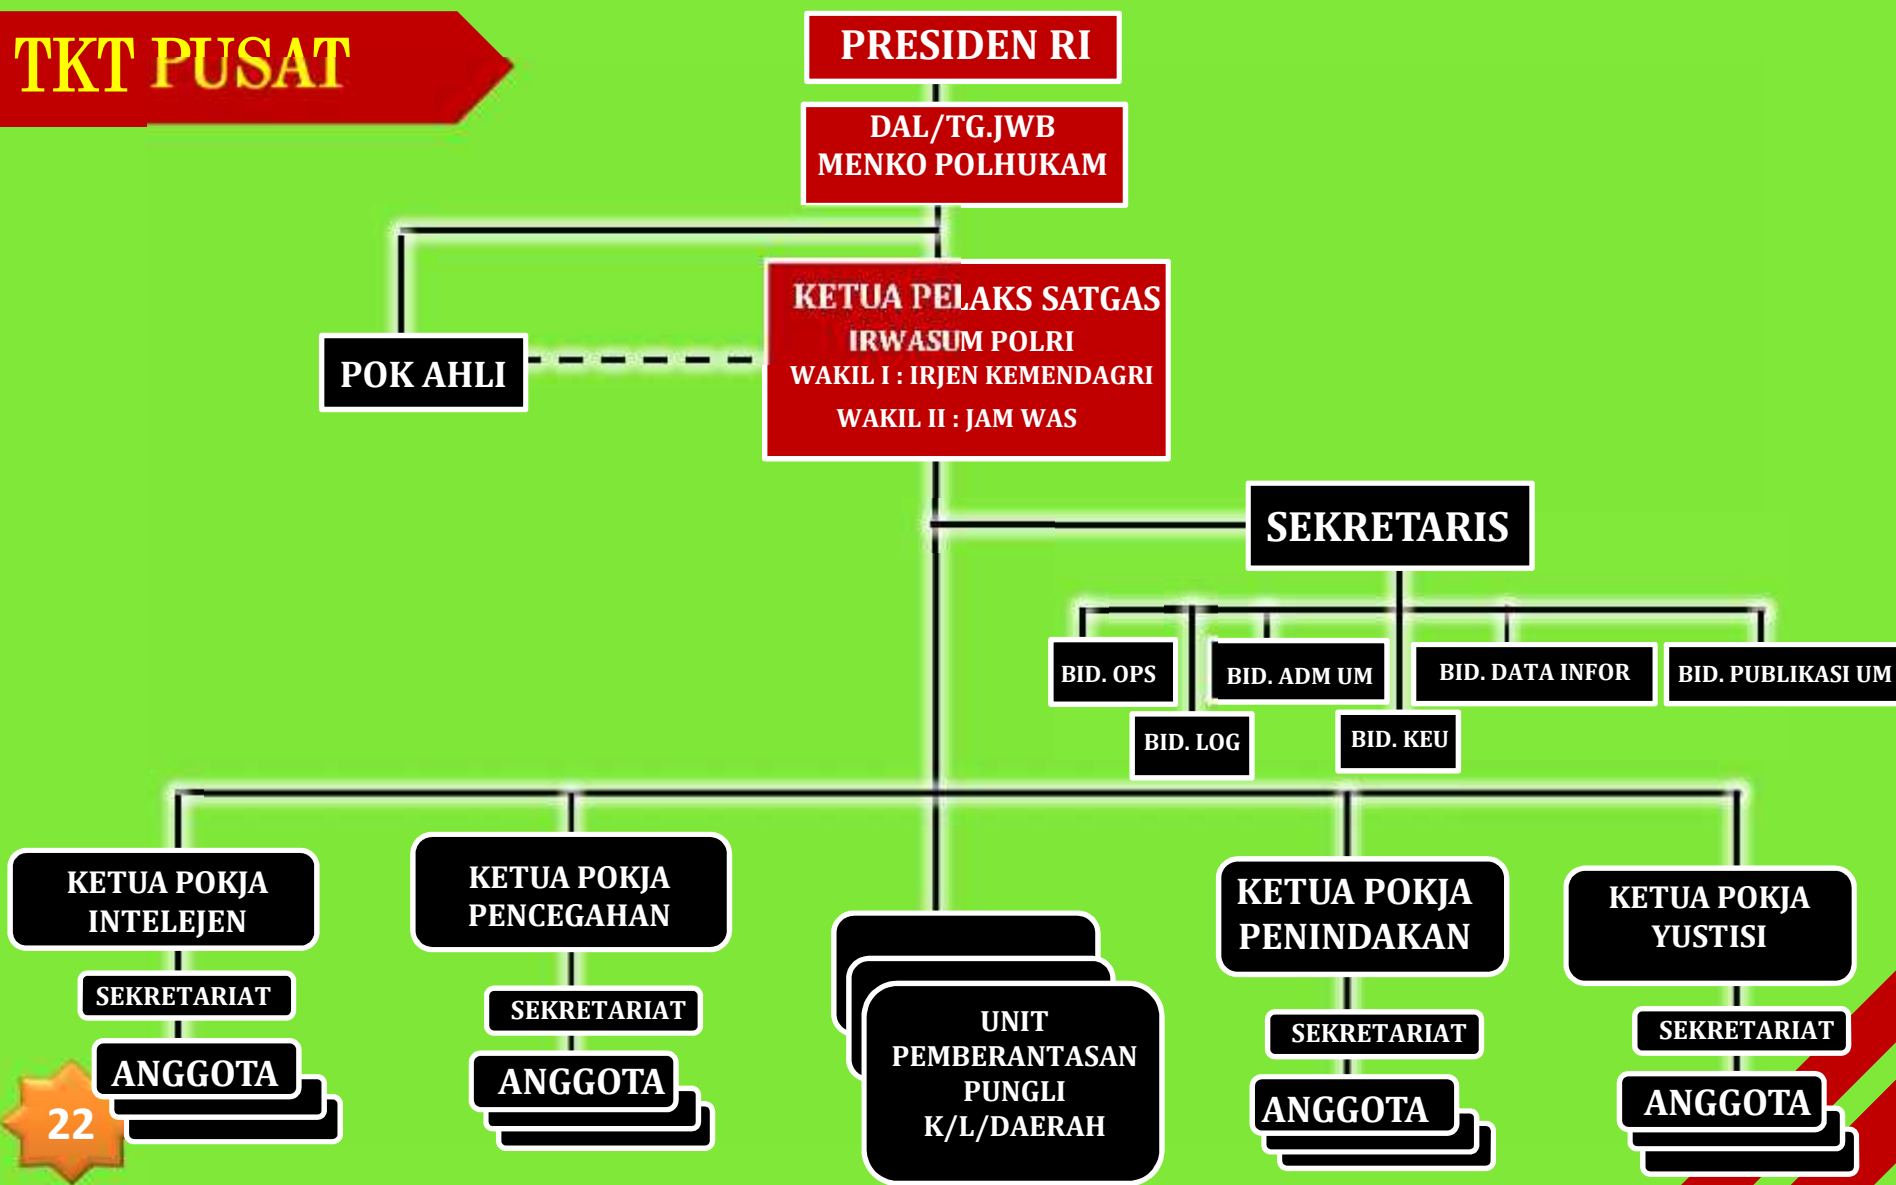 TKT PUSAT
PRESIDEN RI
DAL/TG.JWB
MENKO POLHUKAM
KETUA PELAKS SATGAS
IRWASUM POLRI
WAKIL I : IRJEN KEMENDAGRI
WAKIL II : JAM WAS
POK AHLI
SEKRETARIS
BID. OPS
BID. ADM UM
BID. DATA INFOR
BID. PUBLIKASI UM
BID. LOG
BID. KEU
KETUA POKJA
INTELEJEN
SEKRETARIAT
ANGGOTA
KETUA POKJA
PENCEGAHAN
SEKRETARIAT
ANGGOTA
UNIT
PEMBERANTASAN
PUNGLI
K/L/DAERAH
KETUA POKJA
PENINDAKAN
SEKRETARIAT
ANGGOTA
KETUA POKJA
YUSTISI
SEKRETARIAT
ANGGOTA
22